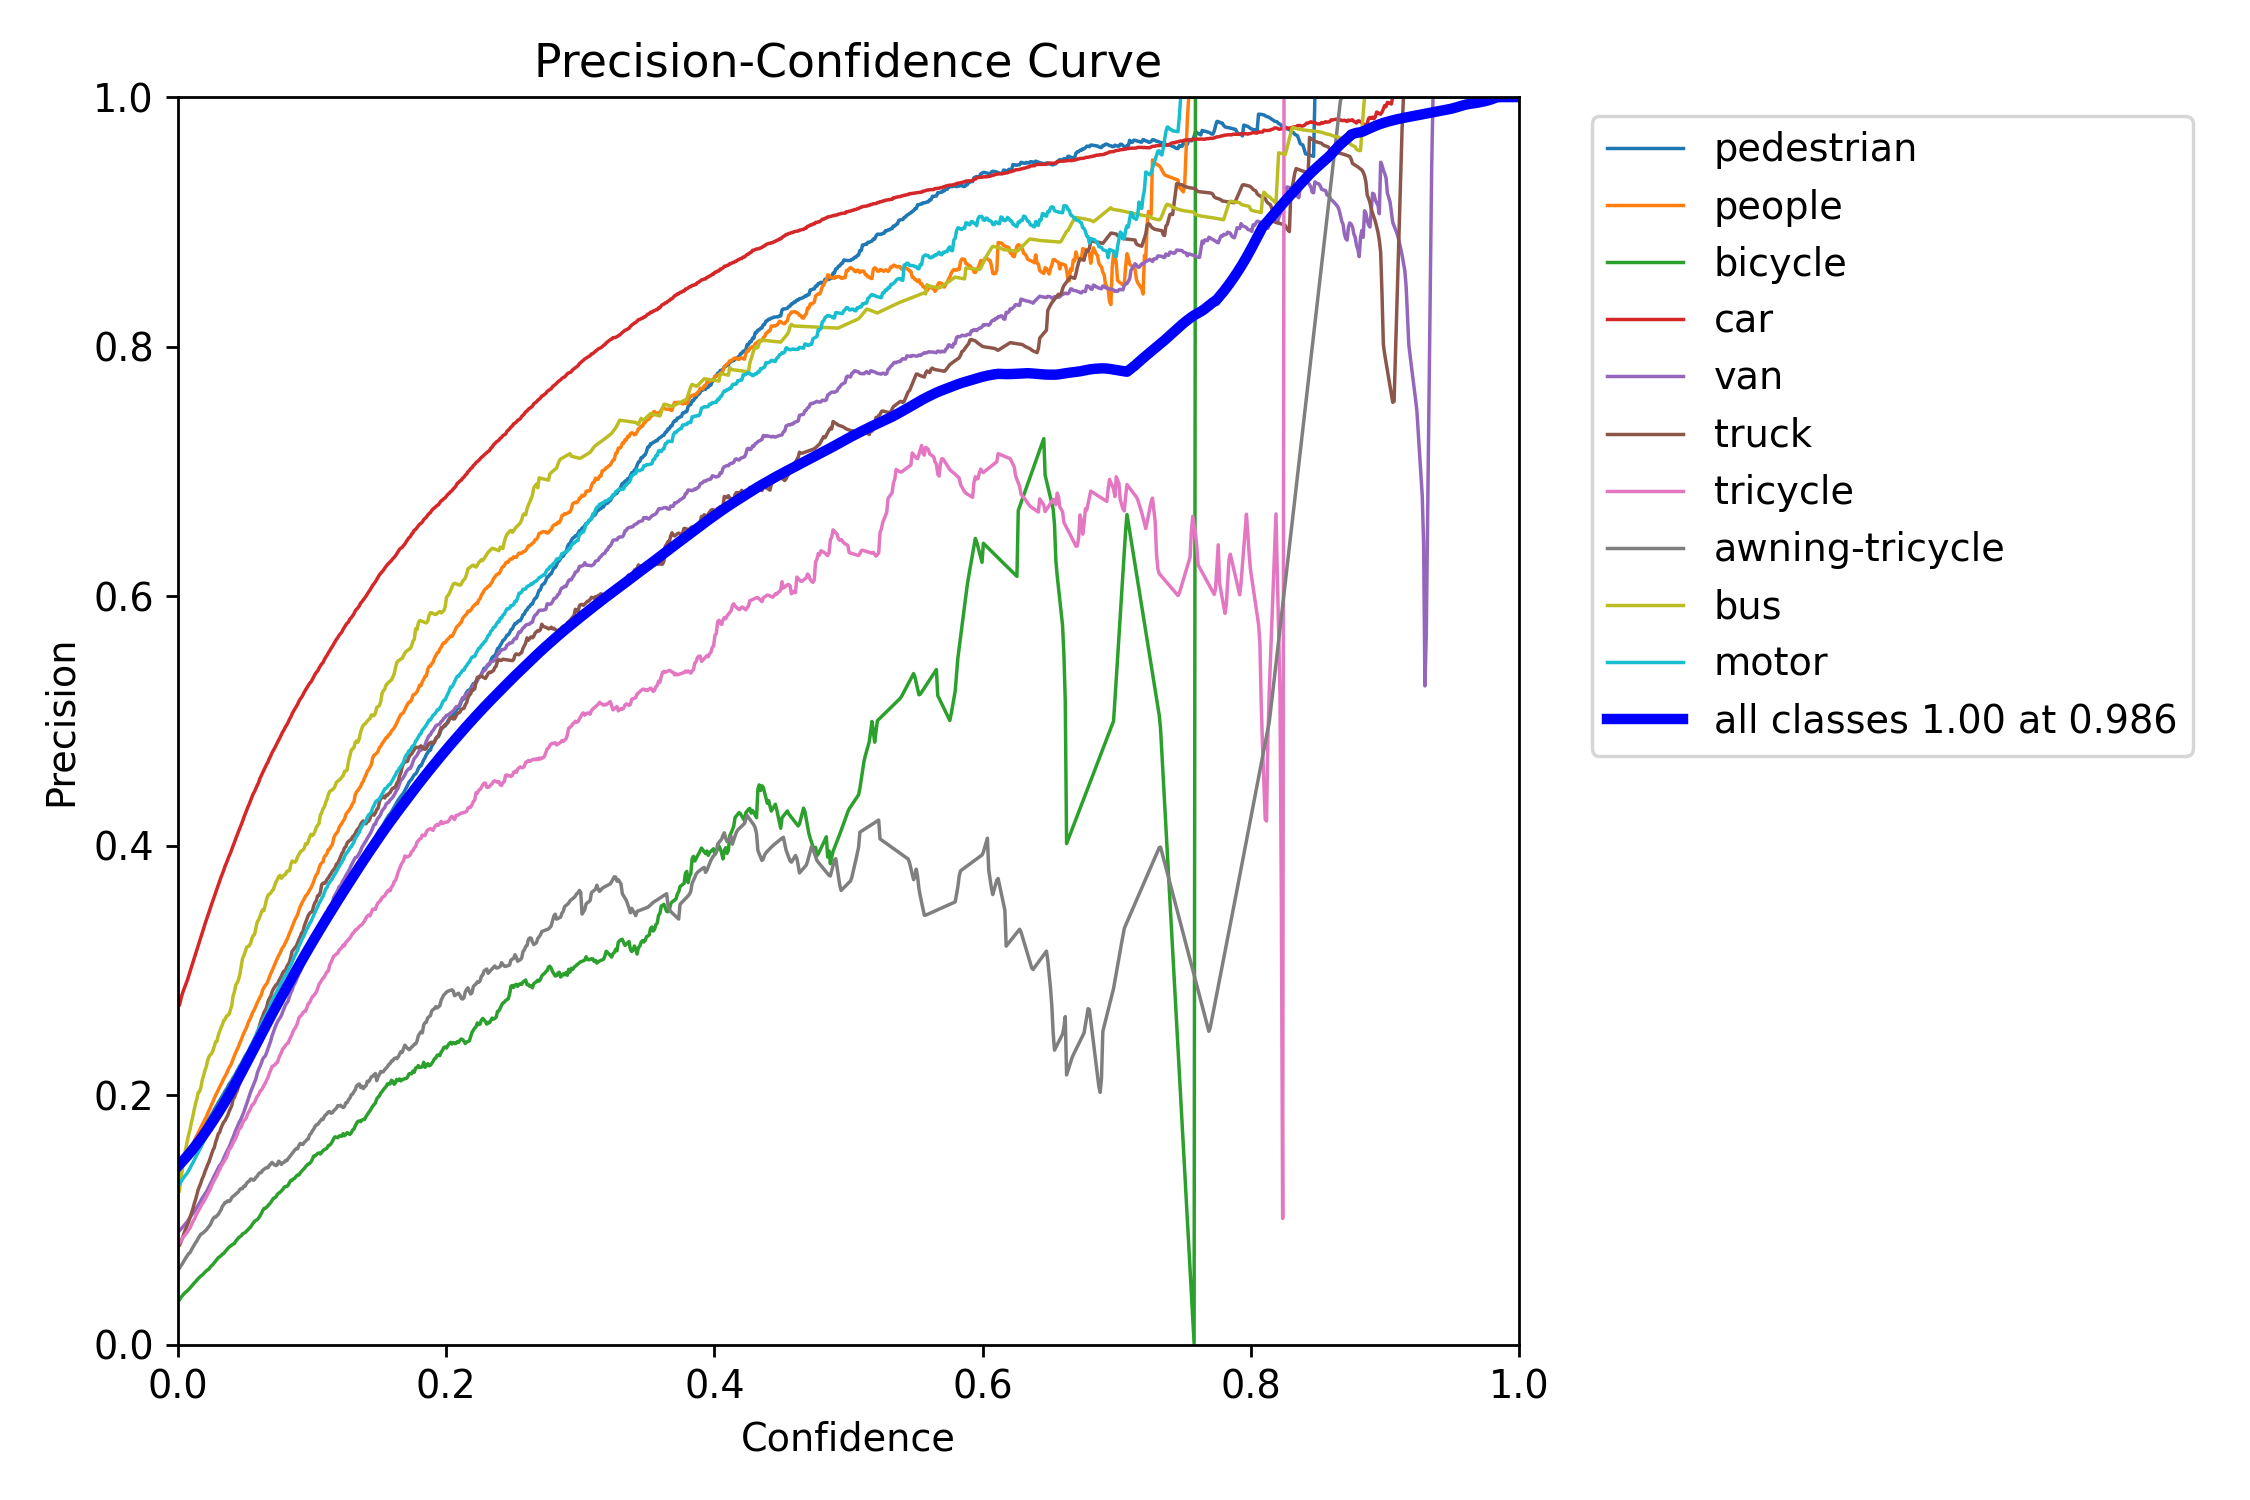 Precision-Confidence Curve
1.0
0.8
0.6
0.4
0.2
0.0
Precision
0.0 0.2 0.4 0.6 0.8 1.0
Confidence
pedestrian
people
bicycle
car
van
truck
tricycle
awning-tricycle
bus
motor
all classes 1.00 at 0.986